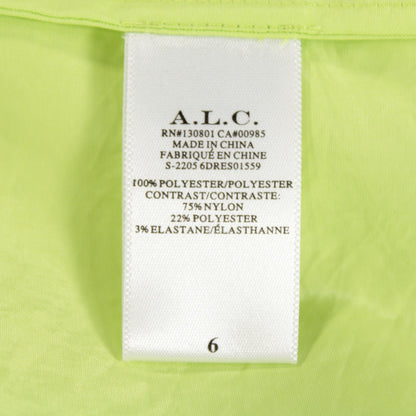 A.L.C.
RN#130801 CA#00985
MADE IN CHINA
FABRIQUÉ EN CHINE
S-2205 6DRES01559
100% POLYESTER/POLYESTER
CONTRAST/CONTRASTE:
75% NYLON
22% POLYESTER
3% ELASTANE/ÉLASTHANNE
6